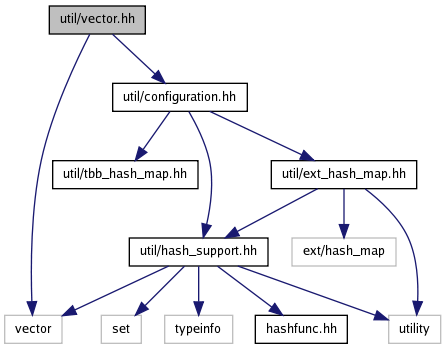 util/vector.hh
util/configuration.hh
util/tbb_hash_map.hh
util/ext_hash_map.hh
util/hash_support.hh
ext/hash_map
vector
set
typeinfo
hashfunc.hh
utility